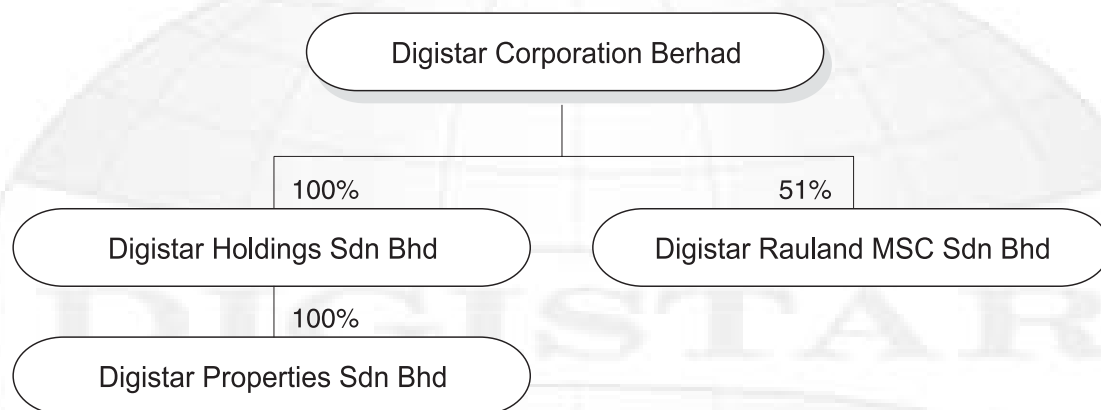 Digistar Corporation Berhad
100%
51%
Digistar Holdings Sdn Bhd
Digistar Rauland MSC Sdn Bhd
100%
Digistar Properties Sdn Bhd
DIGISTAR